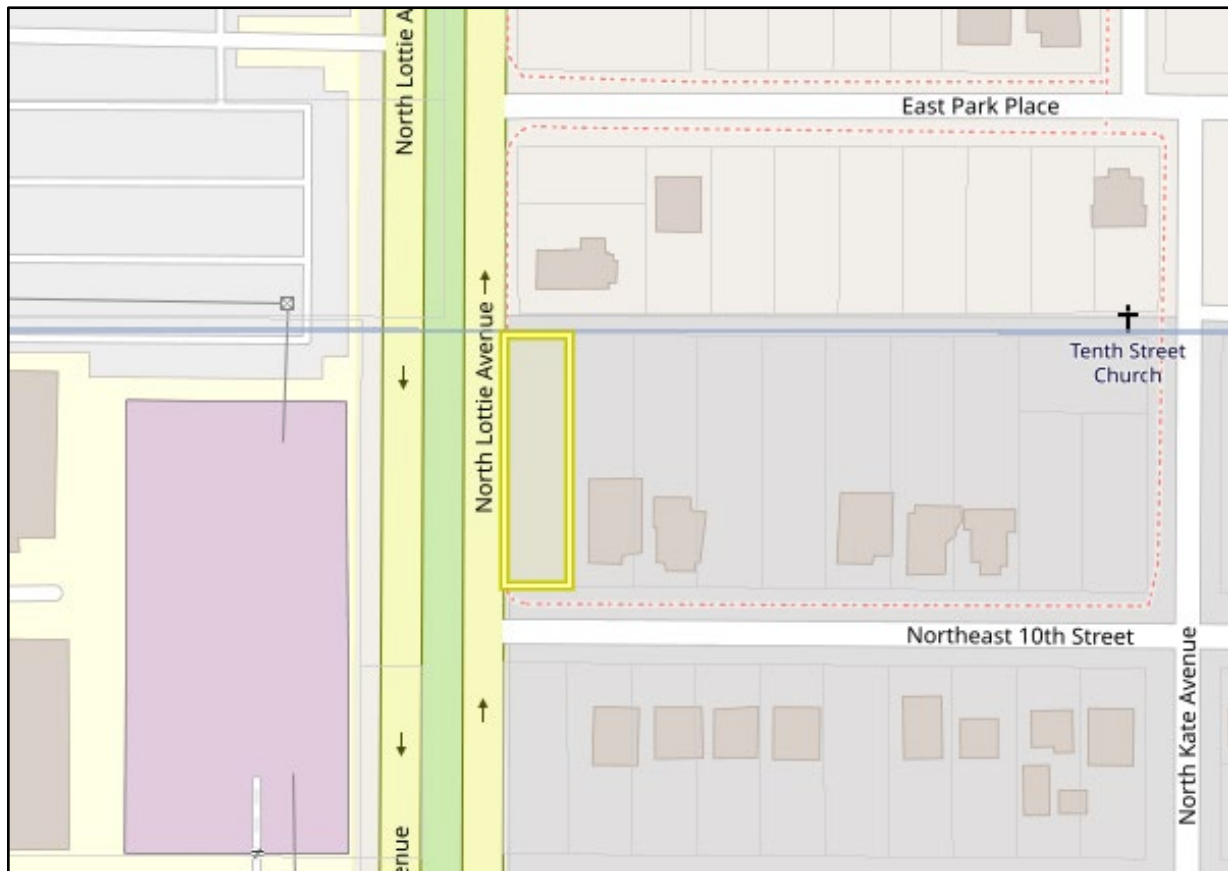 North Lottie A
East Park Place
North Lottie Avenue
Tenth Street
Church
Northeast 10th Street
North Kate Avenue
enue